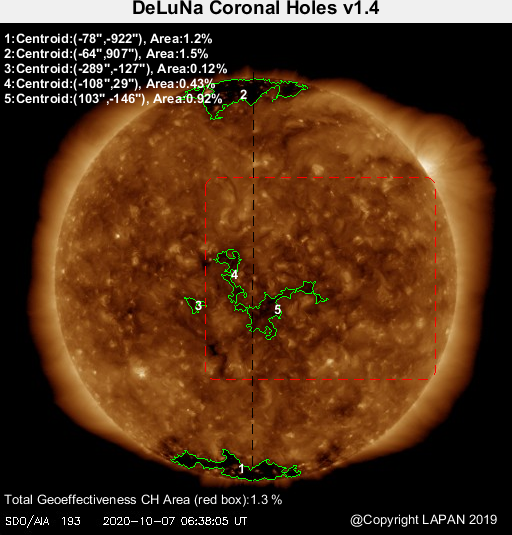 DeLuNa Coronal Holes v1.4
1:Centroid:(-78",-922"), Area:1.2%
2:Centroid:(-64",907"), Area:1.5%
3:Centroid:(-289",-127"), Area:0.12%
4:Centroid:(-108",29"), Area:0.43%
5:Centroid:(103",-146"), Area:0.92%
2
4
3
5
1
Total Geoeffectiveness CH Area (red box):1.3 %
SDO/AIA 193 2020-10-07 06:38:05 UT
@Copyright LAPAN 2019